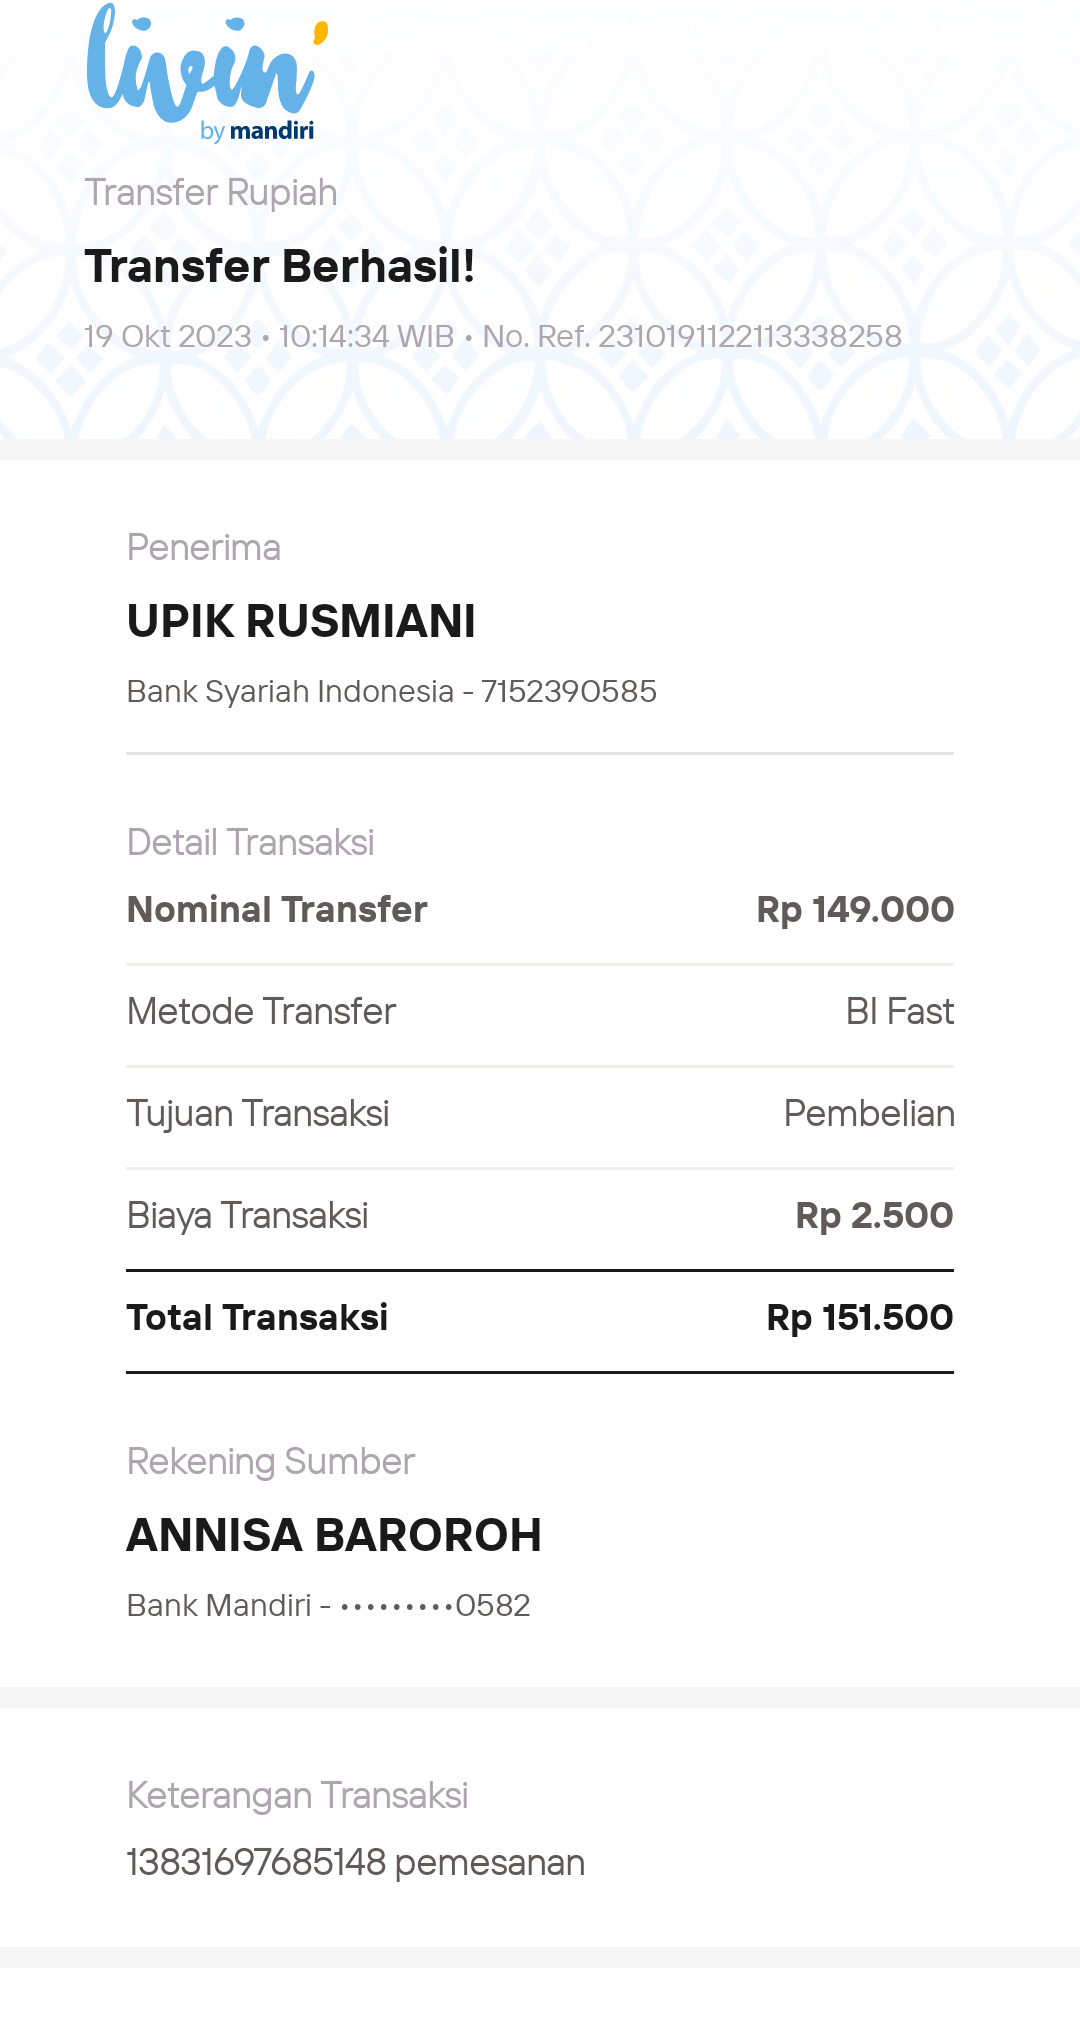 livin'
by mandiri
Transfer Rupiah
Transfer Berhasil!
19 Okt 2023 • 10:14:34 WIB • No. Ref. 2310191122113338258
Penerima
UPIK RUSMIANI
Bank Syariah Indonesia - 7152390585
Detail Transaksi
Nominal Transfer Rp 149.000
Metode Transfer BI Fast
Tujuan Transaksi Pembelian
Biaya Transaksi Rp 2.500
Total Transaksi Rp 151.500
Rekening Sumber
ANNISA BAROROH
Bank Mandiri - •••••••••0582
Keterangan Transaksi
13831697685148 pemesanan